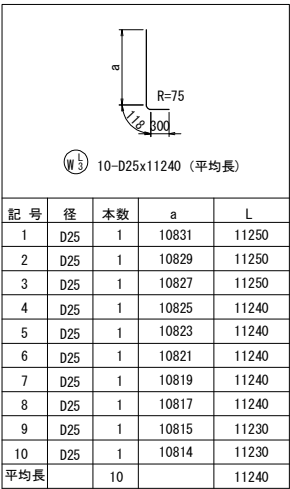 a
R=75
118
300
W L3 10-D25x11240 (平均長)
記 号 径 本数 a L
1 D25 1 10831 11250
2 D25 1 10829 11250
3 D25 1 10827 11250
4 D25 1 10825 11240
5 D25 1 10823 11240
6 D25 1 10821 11240
7 D25 1 10819 11240
8 D25 1 10817 11240
9 D25 1 10815 11230
10 D25 1 10814 11230
平均長 10 11240